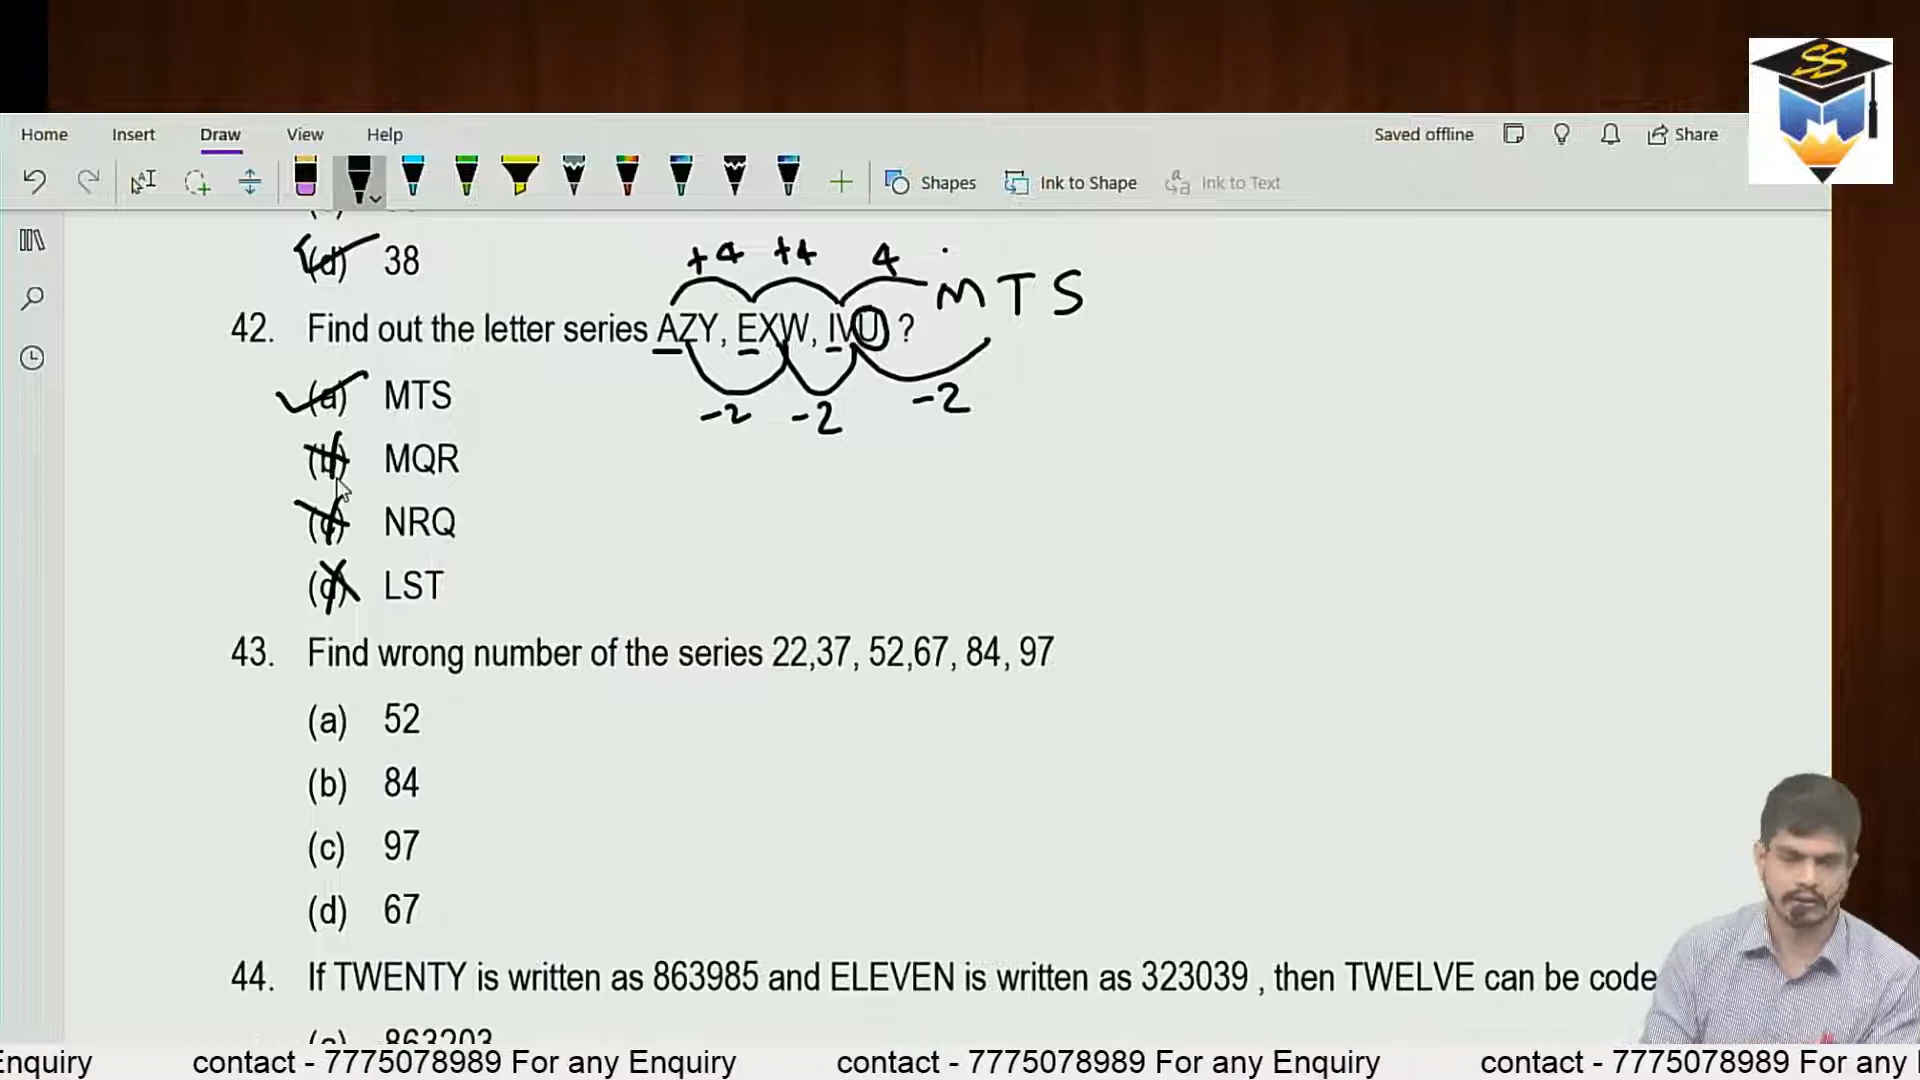 SS
Home Insert Draw View Help Saved offline Share
Shapes Ink to Shape Ink to Text
(d) 38
+4 +4 4 MTS
42. Find out the letter series AZY, EXW, IVU ?
-2 -2 -2
(a) MTS
(b) MQR
(c) NRQ
(d) LST
43. Find wrong number of the series 22,37, 52,67, 84, 97
(a) 52
(b) 84
(c) 97
(d) 67
44. If TWENTY is written as 863985 and ELEVEN is written as 323039 , then TWELVE can be code
(a) 863203
Enquiry contact - 7775078989 For any Enquiry contact - 7775078989 For any Enquiry contact - 7775078989 For any